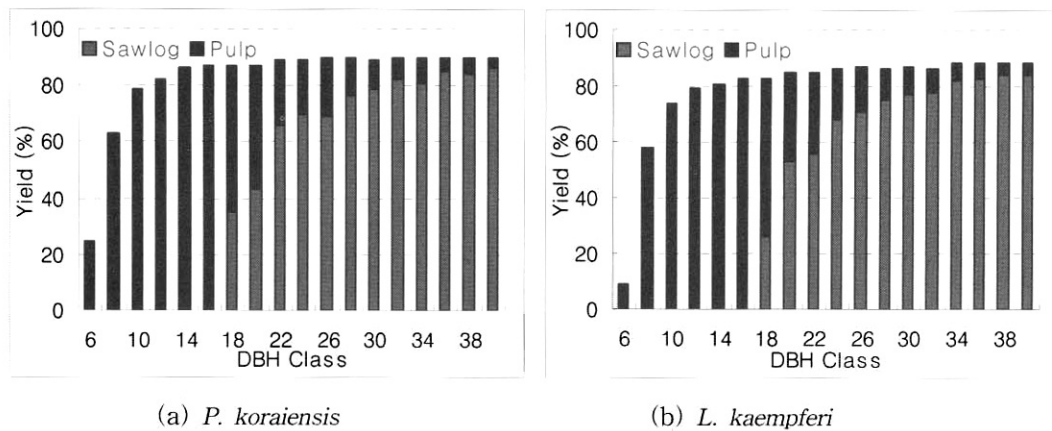 100
80
60
40
20
0
Yield (%)
Sawlog Pulp
6 10 14 18 22 26 30 34 38
DBH Class
(a) P. koraiensis
100
80
60
40
20
0
Yield (%)
Sawlog Pulp
6 10 14 18 22 26 30 34 38
DBH Class
(b) L. kaempferi